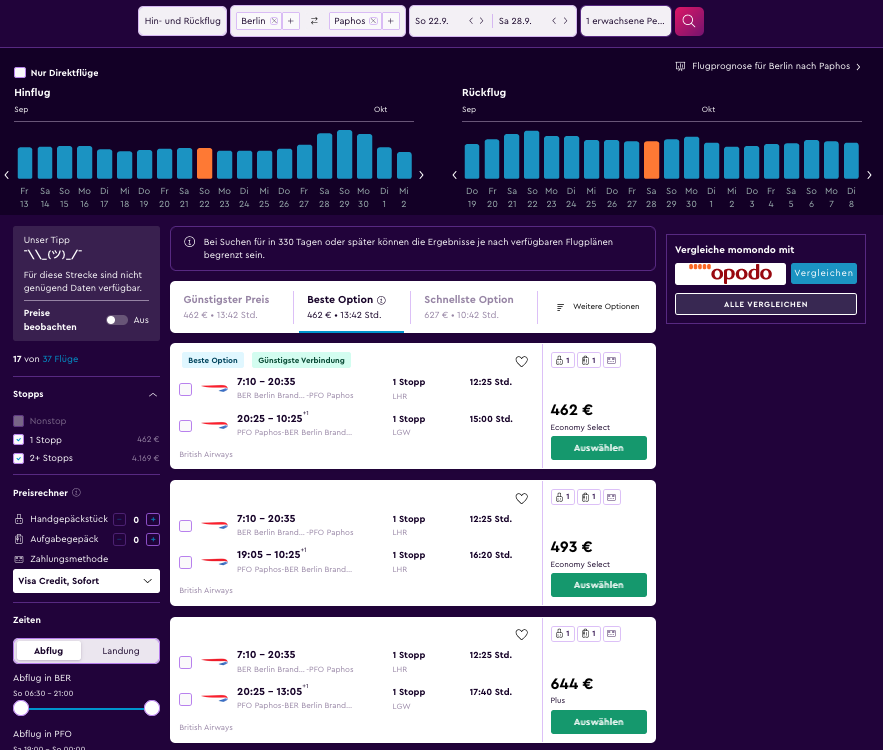 Hin- und Rückflug
Berlin
Paphos
So 22.9.
Sa 28.9.
1 erwachsene Pe...
Nur Direktflüge
Flugprognose für Berlin nach Paphos
Hinflug
Sep
Okt
Fr Sa So Mo Di Mi Do Fr Sa So Mo Di Mi Do Fr Sa So Mo Di Mi
13 14 15 16 17 18 19 20 21 22 23 24 25 26 27 28 29 30 1 2
Rückflug
Sep
Okt
Do Fr Sa So Mo Di Mi Do Fr Sa So Mo Di Mi Do Fr Sa So Mo Di
19 20 21 22 23 24 25 26 27 28 29 30 1 2 3 4 5 6 7 8
Unser Tipp
¯\\_(ツ)_/¯
Für diese Strecke sind nicht
genügend Daten verfügbar.
Preise
beobachten
Aus
17 von 37 Flüge
Stopps
Nonstop
1 Stopp 462 €
2+ Stopps 4.169 €
Preisrechner
Handgepäckstück - 0 +
Aufgabegepäck - 0 +
Zahlungsmethode
Visa Credit, Sofort
Zeiten
Abflug
Landung
Abflug in BER
So 06:30 – 21:00
Abflug in PFO
Sa 19:00 – So 00:00
Bei Suchen für in 330 Tagen oder später können die Ergebnisse je nach verfügbaren Flugplänen
begrenzt sein.
Günstigster Preis
462 € • 13:42 Std.
Beste Option
462 € • 13:42 Std.
Schnellste Option
627 € • 10:42 Std.
Weitere Optionen
Beste Option
Günstigste Verbindung
7:10 – 20:35 1 Stopp 12:25 Std.
BER Berlin Brand... -PFO Paphos LHR
20:25 – 10:25+1 1 Stopp 15:00 Std.
PFO Paphos-BER Berlin Brand... LGW
British Airways
1
1
462 €
Economy Select
Auswählen
7:10 – 20:35 1 Stopp 12:25 Std.
BER Berlin Brand... -PFO Paphos LHR
19:05 – 10:25+1 1 Stopp 16:20 Std.
PFO Paphos-BER Berlin Brand... LHR
British Airways
1
1
493 €
Economy Select
Auswählen
7:10 – 20:35 1 Stopp 12:25 Std.
BER Berlin Brand... -PFO Paphos LHR
20:25 – 13:05+1 1 Stopp 17:40 Std.
PFO Paphos-BER Berlin Brand... LGW
British Airways
1
1
644 €
Plus
Auswählen
Vergleiche momondo mit
opodo
Vergleichen
ALLE VERGLEICHEN